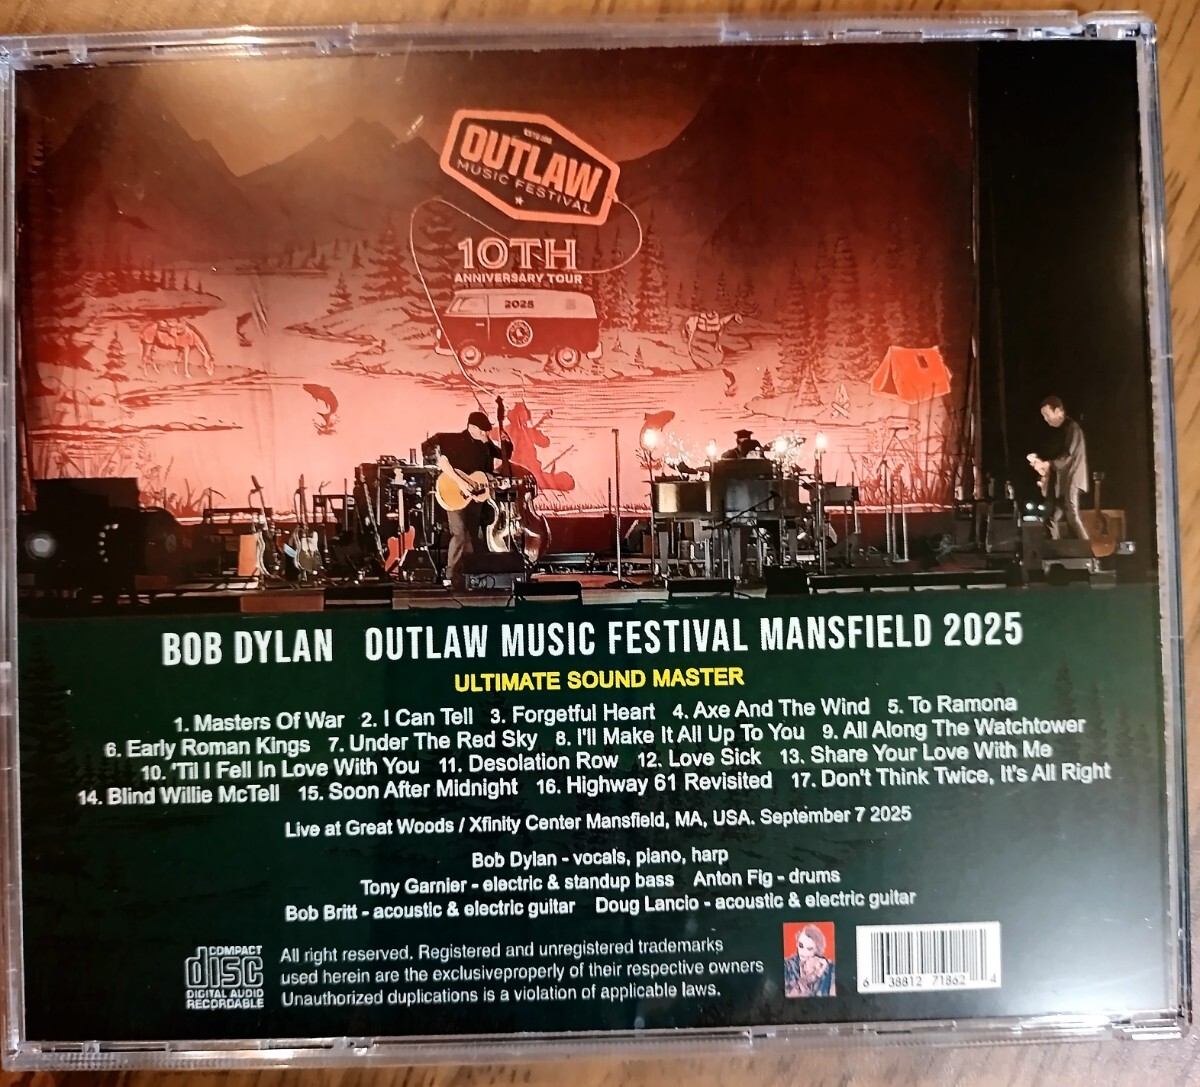 OUTLAW
MUSIC FESTIVAL
10TH
ANNIVERSARY TOUR
2025
BOB DYLAN OUTLAW MUSIC FESTIVAL MANSFIELD 2025
ULTIMATE SOUND MASTER
1. Masters Of War 2. I Can Tell 3. Forgetful Heart 4. Axe And The Wind 5. To Ramona
6. Early Roman Kings 7. Under The Red Sky 8. I'll Make It All Up To You 9. All Along The Watchtower
10. 'Til I Fell In Love With You 11. Desolation Row 12. Love Sick 13. Share Your Love With Me
14. Blind Willie McTell 15. Soon After Midnight 16. Highway 61 Revisited 17. Don't Think Twice, It's All Right
Live at Great Woods / Xfinity Center Mansfield, MA, USA. September 7 2025
Bob Dylan - vocals, piano, harp
Tony Garnier - electric & standup bass Anton Fig - drums
Bob Britt - acoustic & electric guitar Doug Lancio - acoustic & electric guitar
COMPACT
disc
DIGITAL AUDIO
RECORDABLE
All right reserved. Registered and unregistered trademarks
used herein are the exclusiveproperly of their respective owners
Unauthorized duplications is a violation of applicable laws.
6 38812 71862 4